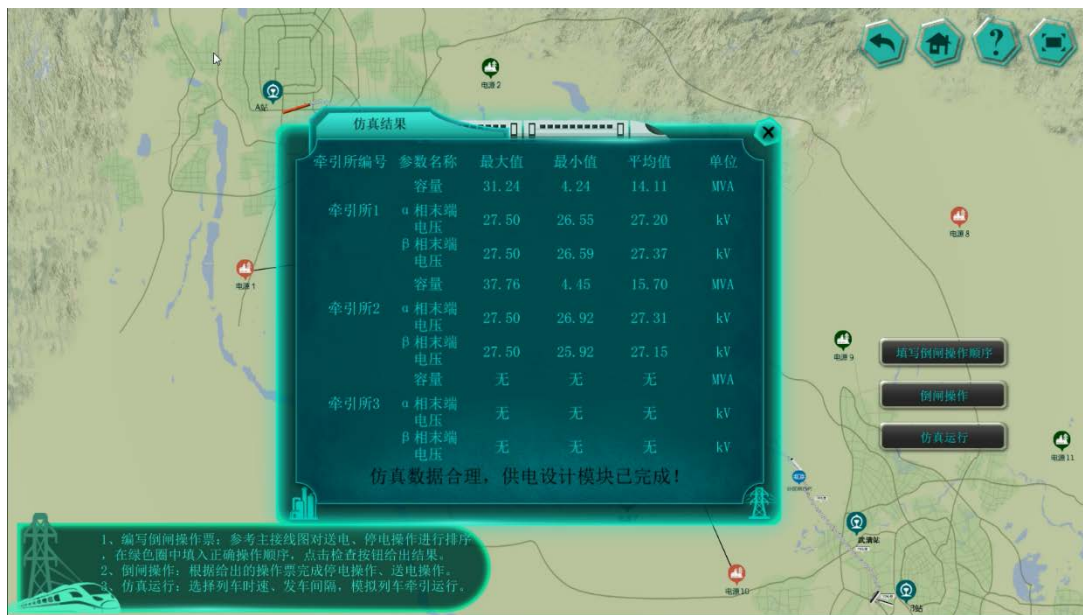 电源2
A站
仿真结果
牵引所编号 参数名称 最大值 最小值 平均值 单位
容量 31.24 4.24 14.11 MVA
牵引所1 α相末端电压 27.50 26.55 27.20 kV
β相末端电压 27.50 26.59 27.37 kV
容量 37.76 4.45 15.70 MVA
牵引所2 α相末端电压 27.50 26.92 27.31 kV
β相末端电压 27.50 25.92 27.15 kV
容量 无 无 无 MVA
牵引所3 α相末端电压 无 无 无 kV
β相末端电压 无 无 无 kV
仿真数据合理，供电设计模块已完成！
电源8
电源1
电源9
填写倒闸操作顺序
倒闸操作
仿真运行
电源11
武清站
电源10
1、编写倒闸操作票：参考主接线图对送电、停电操作进行排序
，在绿色圈中填入正确操作顺序，点击检查按钮给出结果。
2、倒闸操作：根据给出的操作票完成停电操作、送电操作。
3、仿真运行：选择列车时速、发车间隔，模拟列车牵引运行。